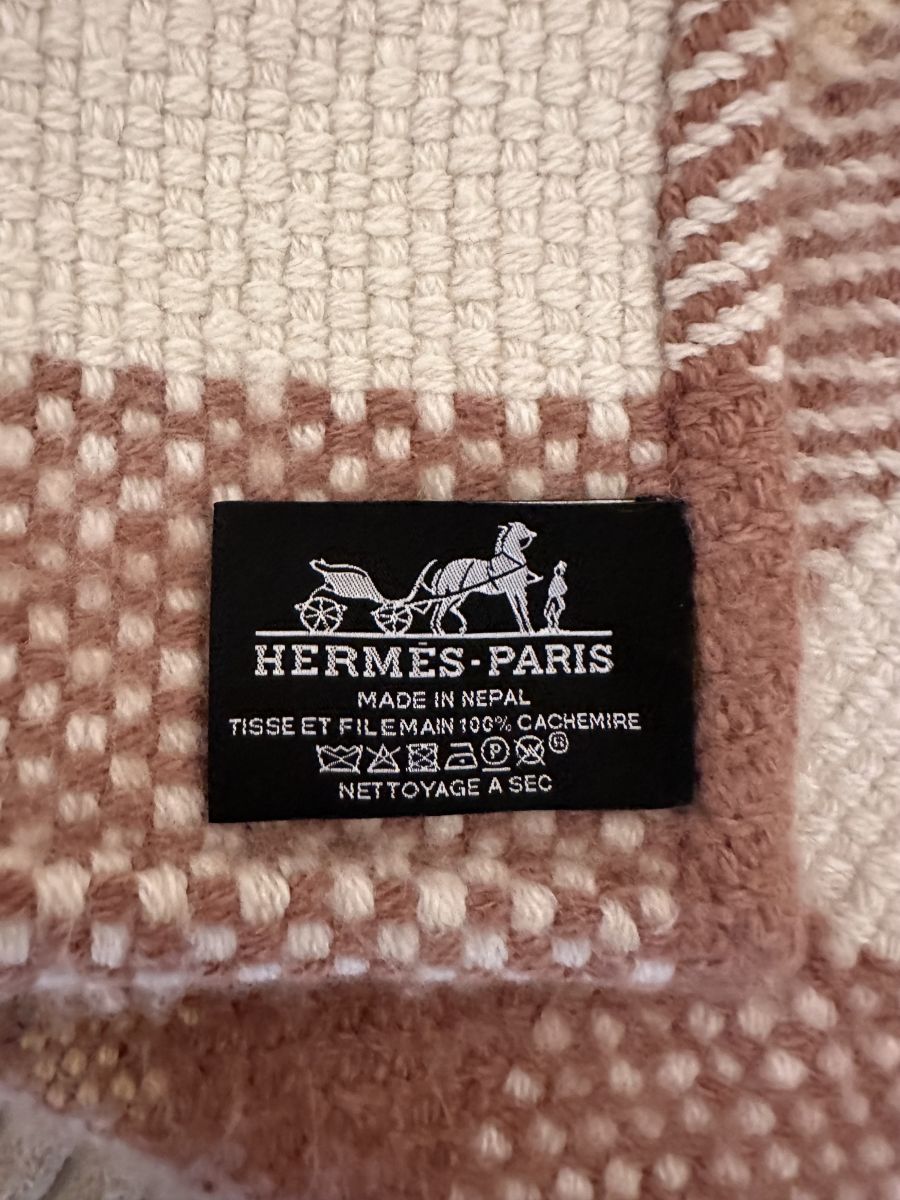 HERMÈS-PARIS
MADE IN NEPAL
TISSE ET FILE MAIN 100% CACHEMIRE
P ®
NETTOYAGE A SEC